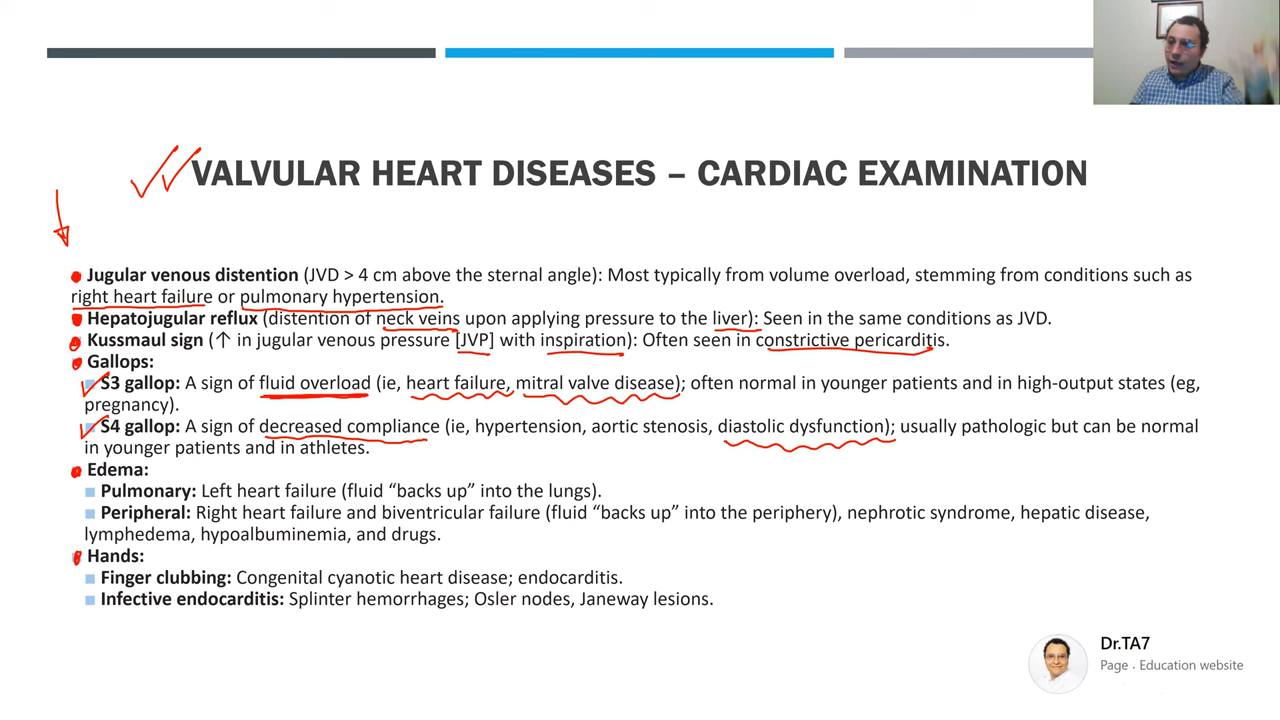 VALVULAR HEART DISEASES – CARDIAC EXAMINATION
Jugular venous distention (JVD > 4 cm above the sternal angle): Most typically from volume overload, stemming from conditions such as
right heart failure or pulmonary hypertension.
Hepatojugular reflux (distention of neck veins upon applying pressure to the liver): Seen in the same conditions as JVD.
Kussmaul sign (↑ in jugular venous pressure [JVP] with inspiration): Often seen in constrictive pericarditis.
Gallops:
S3 gallop: A sign of fluid overload (ie, heart failure, mitral valve disease); often normal in younger patients and in high-output states (eg,
pregnancy).
S4 gallop: A sign of decreased compliance (ie, hypertension, aortic stenosis, diastolic dysfunction); usually pathologic but can be normal
in younger patients and in athletes.
Edema:
Pulmonary: Left heart failure (fluid “backs up” into the lungs).
Peripheral: Right heart failure and biventricular failure (fluid “backs up” into the periphery), nephrotic syndrome, hepatic disease,
lymphedema, hypoalbuminemia, and drugs.
Hands:
Finger clubbing: Congenital cyanotic heart disease; endocarditis.
Infective endocarditis: Splinter hemorrhages; Osler nodes, Janeway lesions.
Dr.TA7
Page · Education website